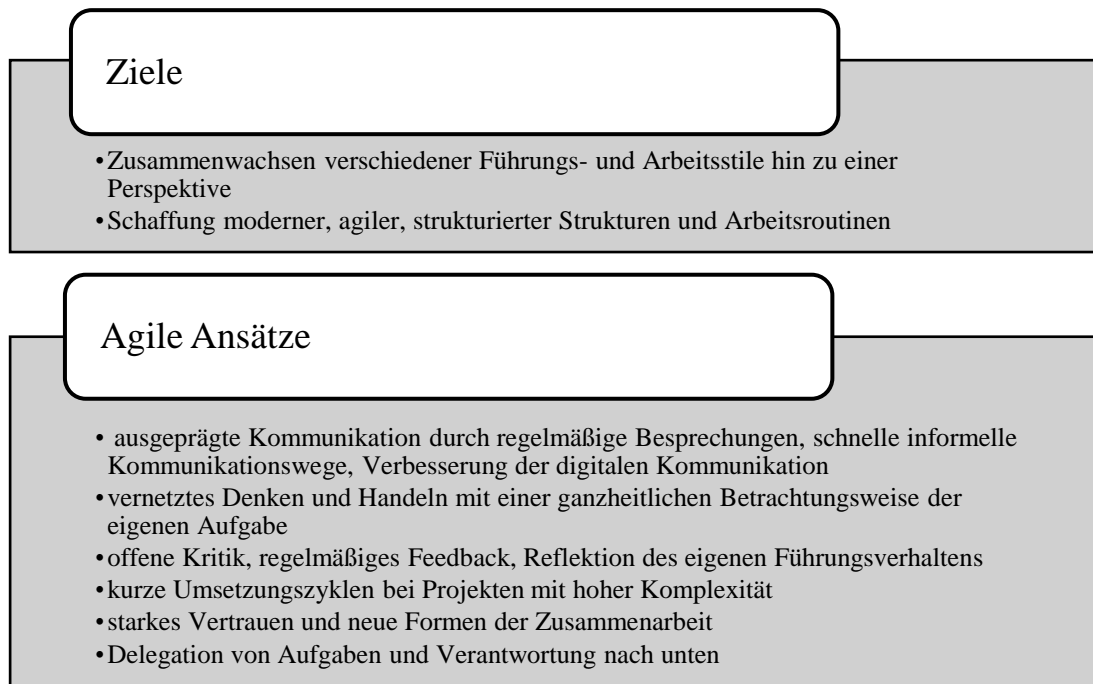 Ziele
•Zusammenwachsen verschiedener Führungs- und Arbeitsstile hin zu einer
Perspektive
•Schaffung moderner, agiler, strukturierter Strukturen und Arbeitsroutinen
Agile Ansätze
• ausgeprägte Kommunikation durch regelmäßige Besprechungen, schnelle informelle
Kommunikationswege, Verbesserung der digitalen Kommunikation
•vernetztes Denken und Handeln mit einer ganzheitlichen Betrachtungsweise der
eigenen Aufgabe
•offene Kritik, regelmäßiges Feedback, Reflektion des eigenen Führungsverhaltens
•kurze Umsetzungszyklen bei Projekten mit hoher Komplexität
•starkes Vertrauen und neue Formen der Zusammenarbeit
•Delegation von Aufgaben und Verantwortung nach unten